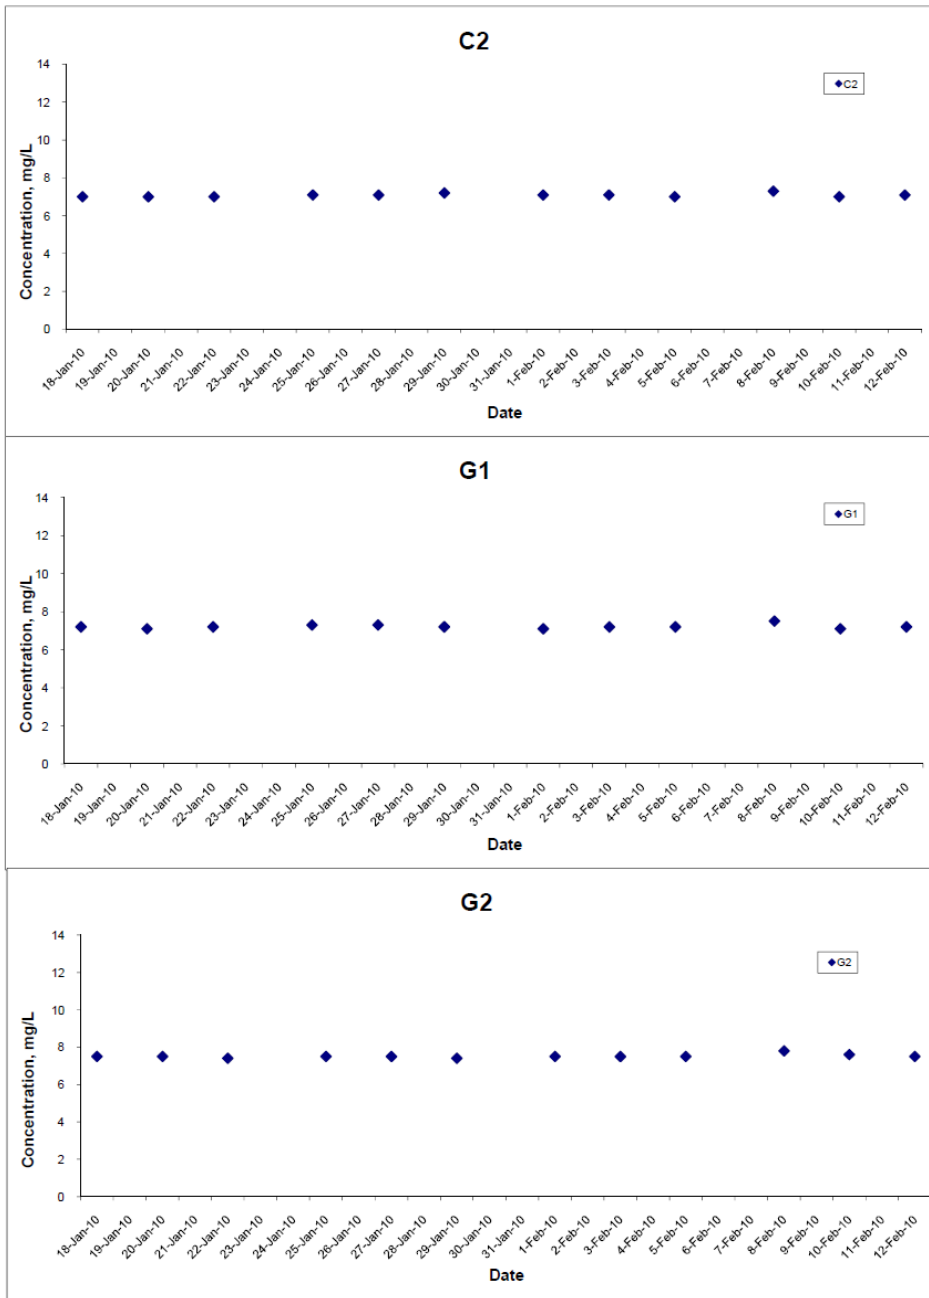 C2
14
12
10
8
6
4
2
0
Concentration, mg/L
C2
18-Jan-10 19-Jan-10 20-Jan-10 21-Jan-10 22-Jan-10 23-Jan-10 24-Jan-10 25-Jan-10 26-Jan-10 27-Jan-10 28-Jan-10 29-Jan-10 30-Jan-10 31-Jan-10 1-Feb-10 2-Feb-10 3-Feb-10 4-Feb-10 5-Feb-10 6-Feb-10 7-Feb-10 8-Feb-10 9-Feb-10 10-Feb-10 11-Feb-10 12-Feb-10
Date
G1
14
12
10
8
6
4
2
0
Concentration, mg/L
G1
18-Jan-10 19-Jan-10 20-Jan-10 21-Jan-10 22-Jan-10 23-Jan-10 24-Jan-10 25-Jan-10 26-Jan-10 27-Jan-10 28-Jan-10 29-Jan-10 30-Jan-10 31-Jan-10 1-Feb-10 2-Feb-10 3-Feb-10 4-Feb-10 5-Feb-10 6-Feb-10 7-Feb-10 8-Feb-10 9-Feb-10 10-Feb-10 11-Feb-10 12-Feb-10
Date
G2
14
12
10
8
6
4
2
0
Concentration, mg/L
G2
18-Jan-10 19-Jan-10 20-Jan-10 21-Jan-10 22-Jan-10 23-Jan-10 24-Jan-10 25-Jan-10 26-Jan-10 27-Jan-10 28-Jan-10 29-Jan-10 30-Jan-10 31-Jan-10 1-Feb-10 2-Feb-10 3-Feb-10 4-Feb-10 5-Feb-10 6-Feb-10 7-Feb-10 8-Feb-10 9-Feb-10 10-Feb-10 11-Feb-10 12-Feb-10
Date